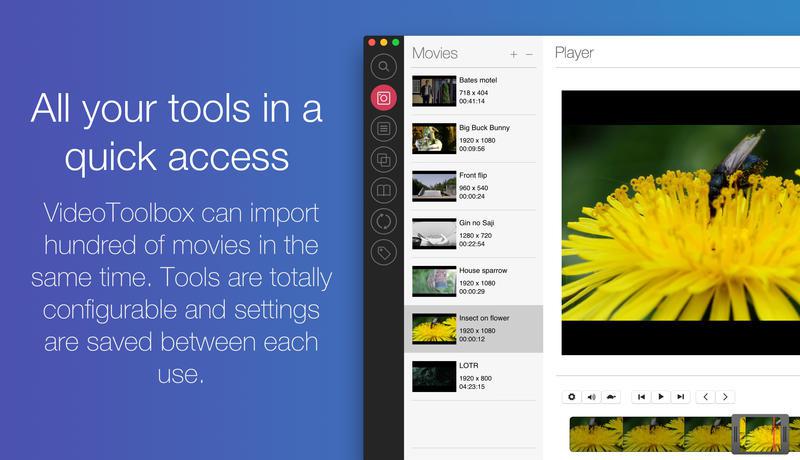 All your tools in a
quick access
VideoToolbox can import
hundred of movies in the
same time. Tools are totally
configurable and settings
are saved between each
use.
Movies + −
Bates motel
718 x 404
00:41:14
Big Buck Bunny
1920 x 1080
00:09:56
Front flip
960 x 540
00:00:24
Gin no Saji
1280 x 720
00:22:54
House sparrow
1920 x 1080
00:00:29
Insect on flower
1920 x 1080
00:00:12
LOTR
1920 x 800
04:23:15
Player